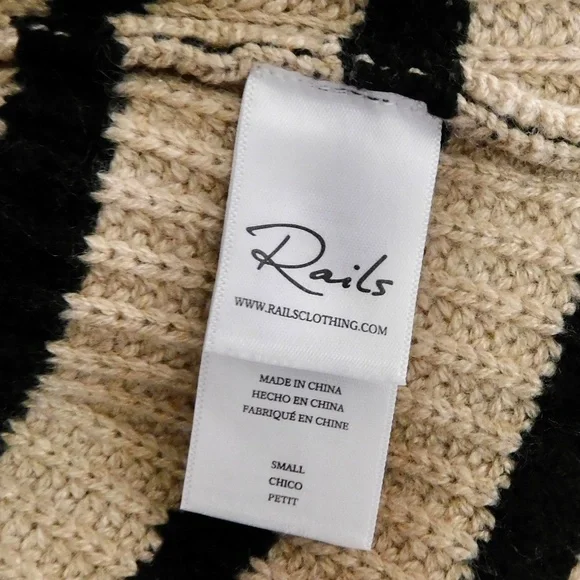 Rails
WWW.RAILSCLOTHING.COM
MADE IN CHINA
HECHO EN CHINA
FABRIQUÉ EN CHINE
SMALL
CHICO
PETIT